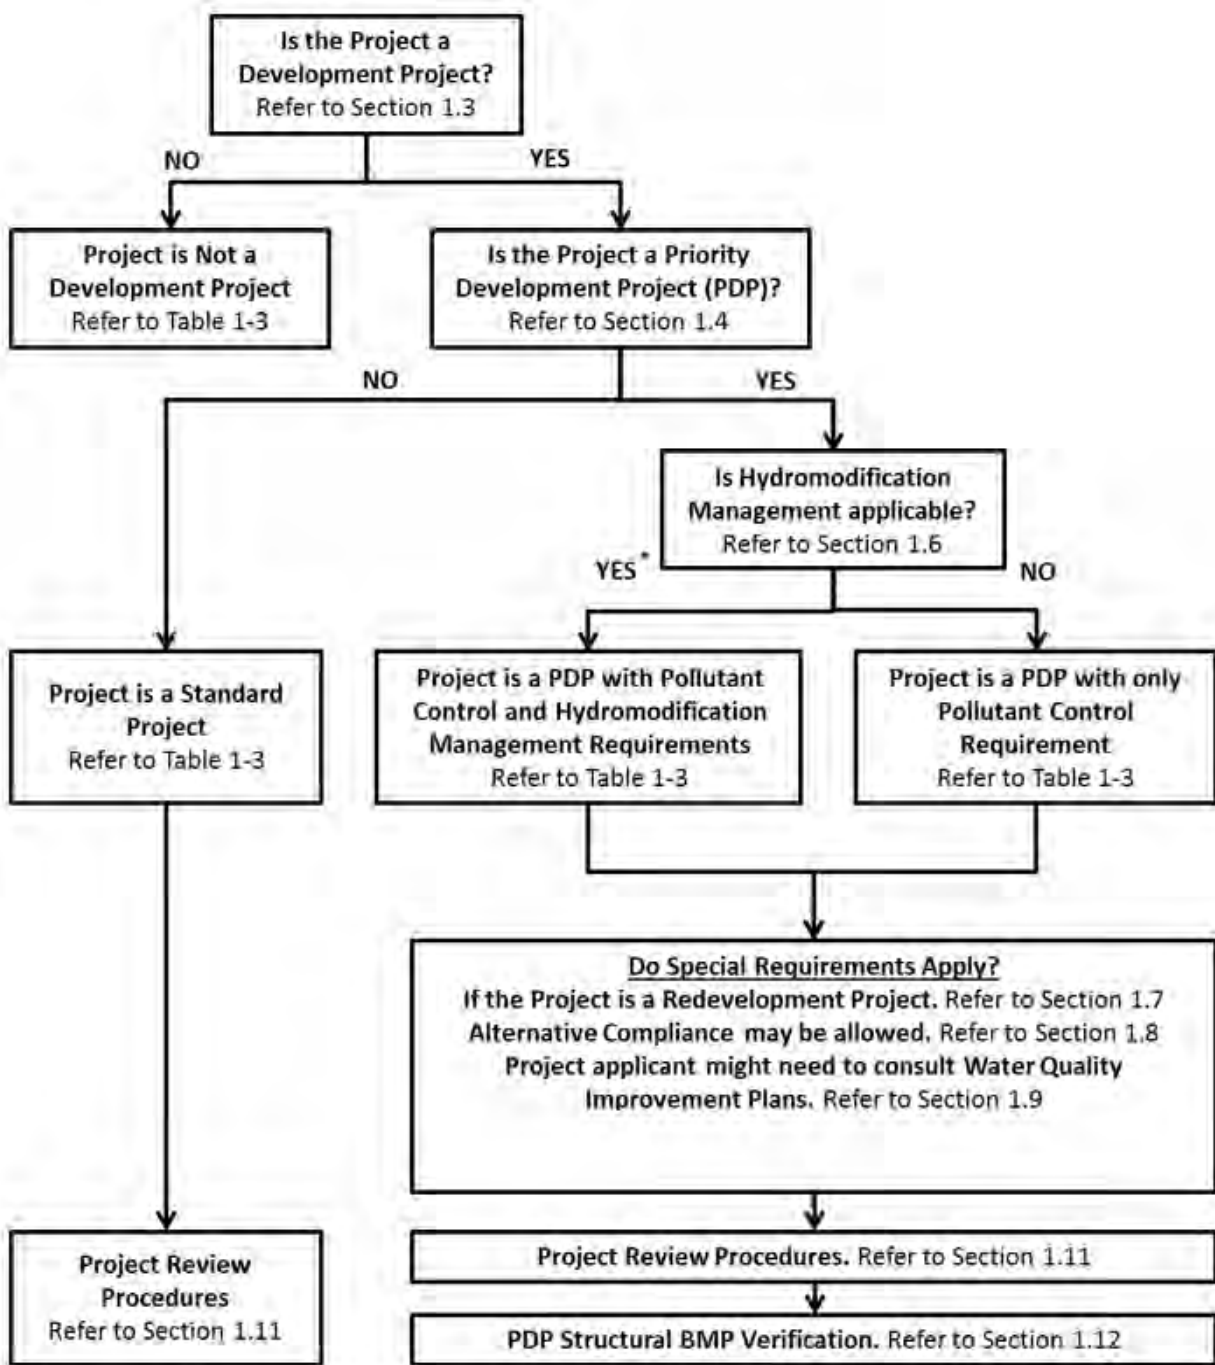 Is the Project a
Development Project?
Refer to Section 1.3
NO
YES
Project is Not a
Development Project
Refer to Table 1-3
Is the Project a Priority
Development Project (PDP)?
Refer to Section 1.4
NO
YES
Is Hydromodification
Management applicable?
Refer to Section 1.6
YES*
NO
Project is a Standard
Project
Refer to Table 1-3
Project is a PDP with Pollutant
Control and Hydromodification
Management Requirements
Refer to Table 1-3
Project is a PDP with only
Pollutant Control
Requirement
Refer to Table 1-3
Do Special Requirements Apply?
If the Project is a Redevelopment Project. Refer to Section 1.7
Alternative Compliance may be allowed. Refer to Section 1.8
Project applicant might need to consult Water Quality
Improvement Plans. Refer to Section 1.9
Project Review
Procedures
Refer to Section 1.11
Project Review Procedures. Refer to Section 1.11
PDP Structural BMP Verification. Refer to Section 1.12